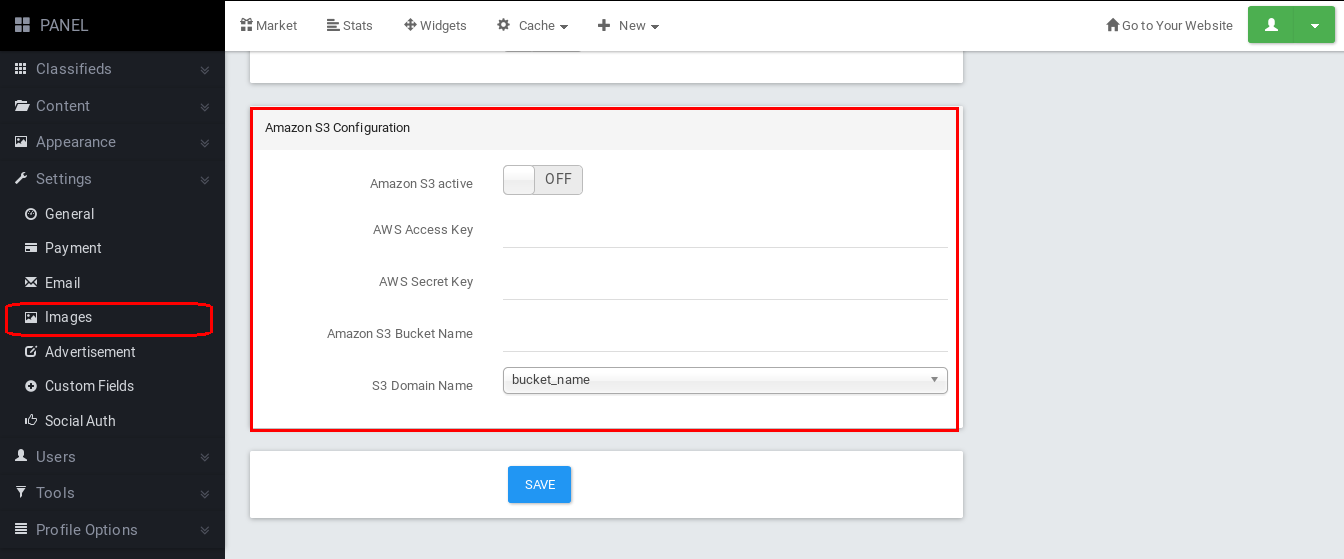 PANEL
Market
Stats
Widgets
Cache
New
Go to Your Website
Classifieds
Content
Appearance
Settings
General
Payment
Email
Images
Advertisement
Custom Fields
Social Auth
Users
Tools
Profile Options
Amazon S3 Configuration
Amazon S3 active
OFF
AWS Access Key
AWS Secret Key
Amazon S3 Bucket Name
S3 Domain Name
bucket_name
SAVE